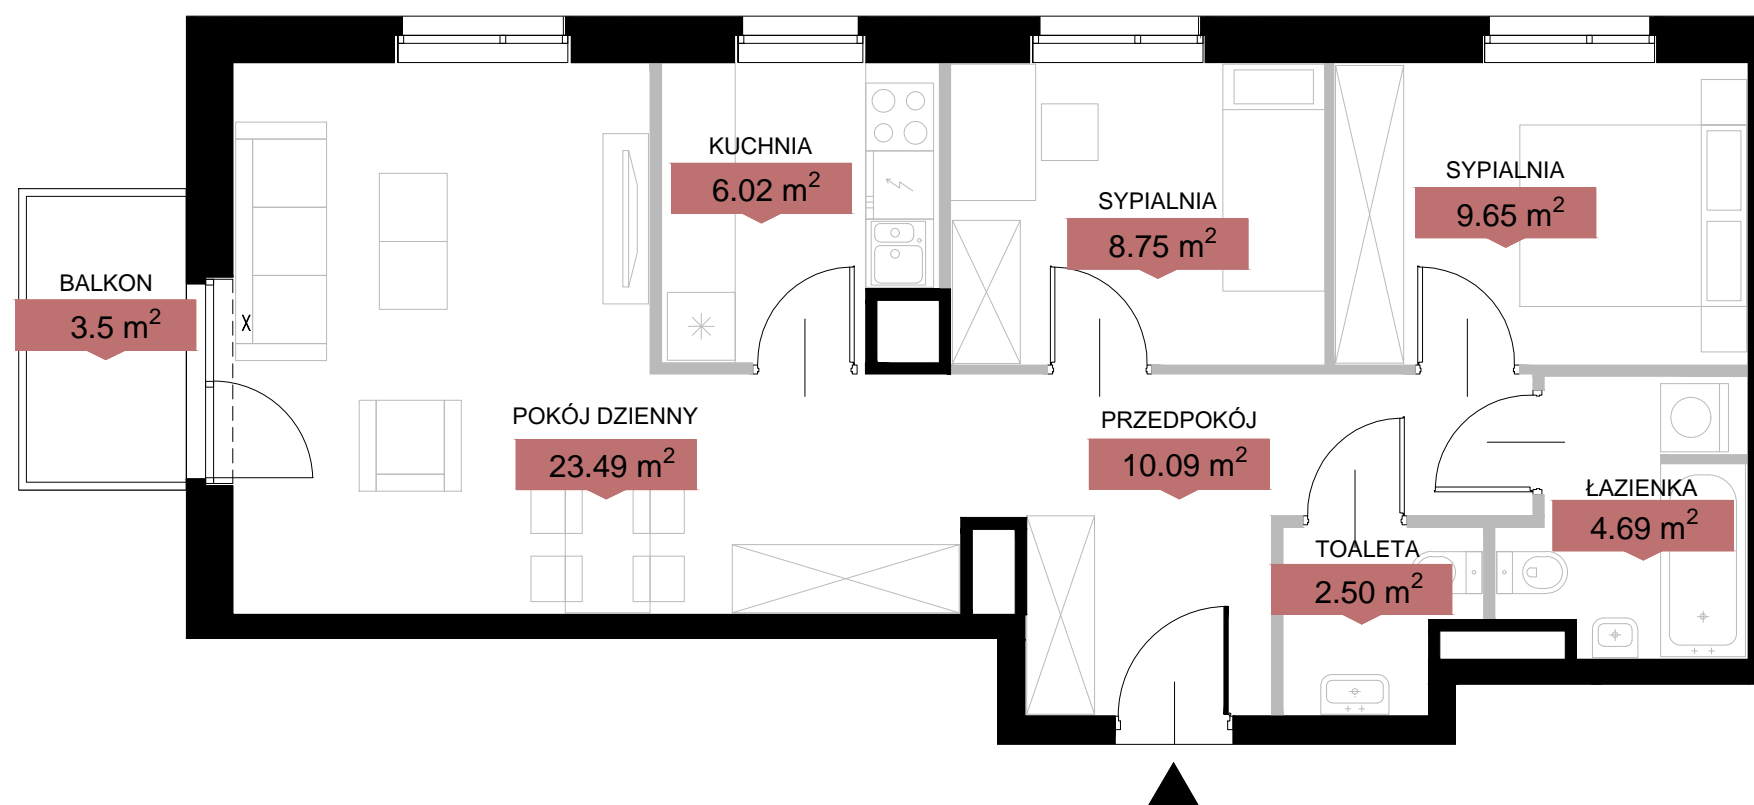 KUCHNIA
6.02 m²
SYPIALNIA
9.65 m²
SYPIALNIA
8.75 m²
BALKON
3.5 m²
X
POKÓJ DZIENNY
23.49 m²
PRZEDPOKÓJ
10.09 m²
ŁAZIENKA
4.69 m²
TOALETA
2.50 m²